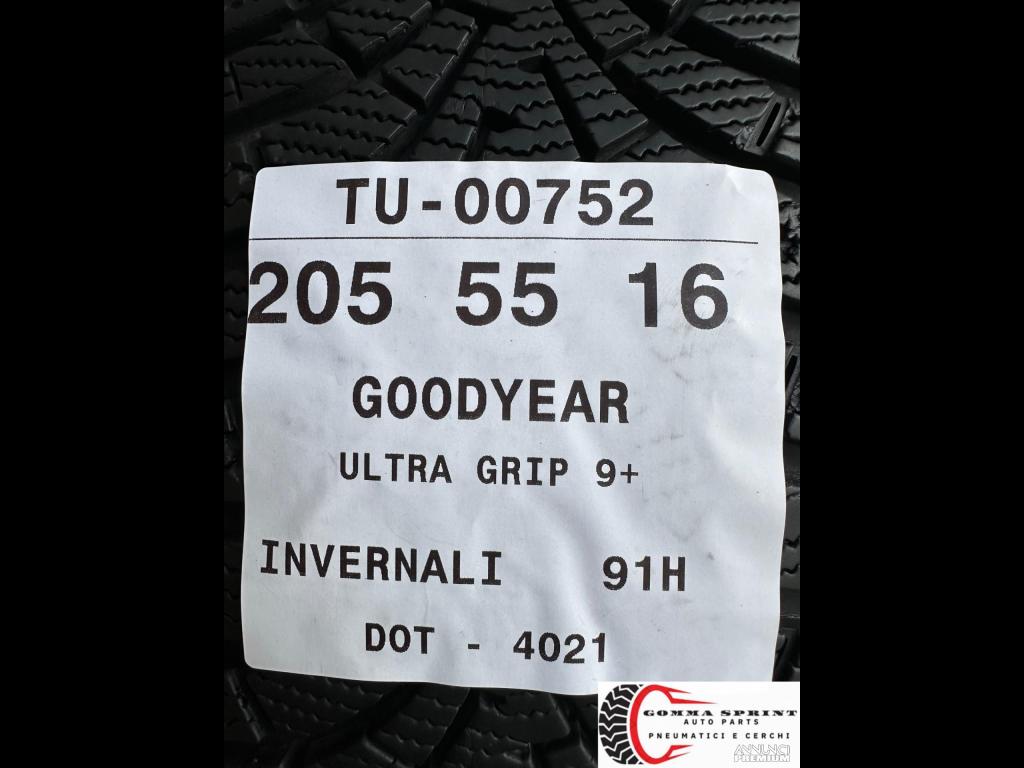 TU-00752
205 55 16
GOODYEAR
ULTRA GRIP 9+
INVERNALI 91H
DOT - 4021
GOMMA SPRINT
AUTO PARTS
PNEUMATICI E CERCHI
ANNUNCI
PREMIUM